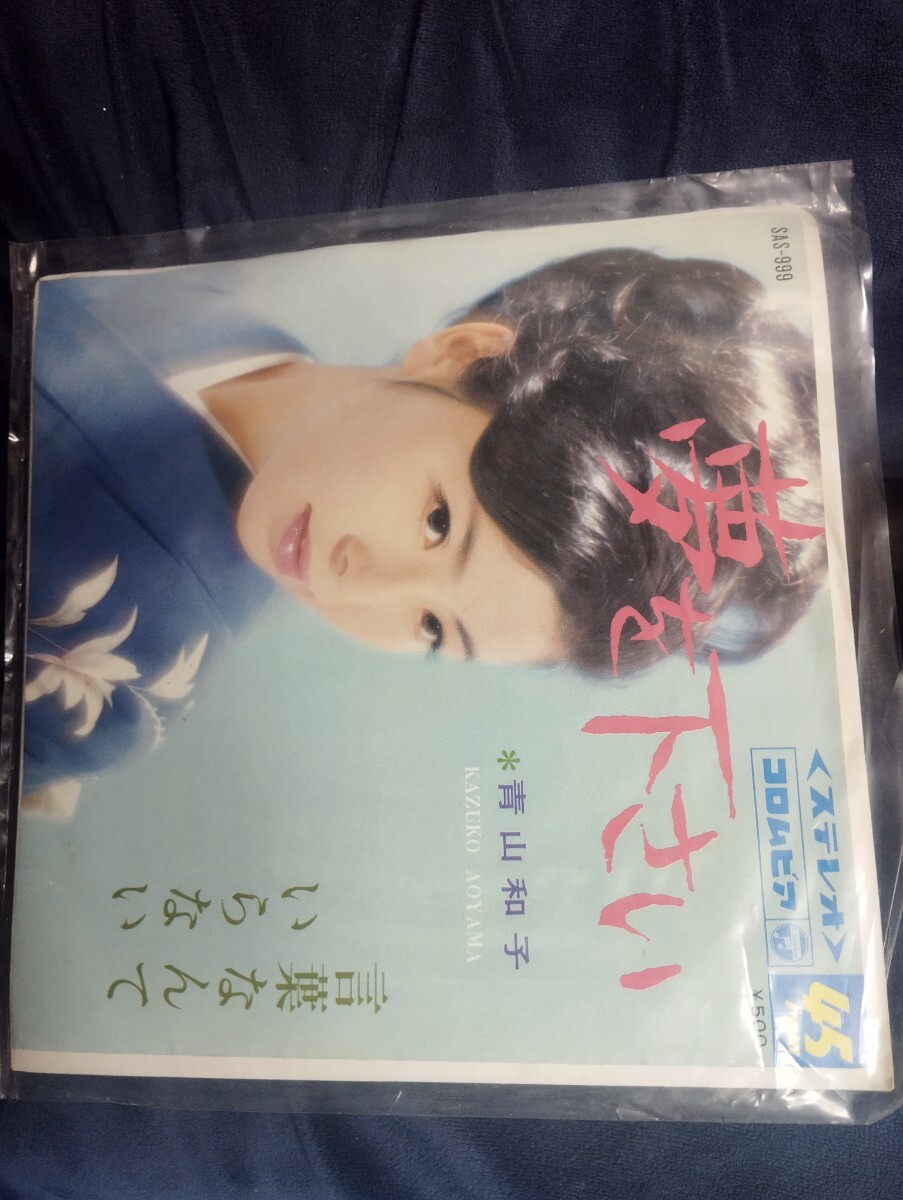 SAS-999
<ステレオ>
コロムビア
45
¥500
夢を下さい
*青山和子
KAZUKO AOYAMA
言葉なんて
いらない